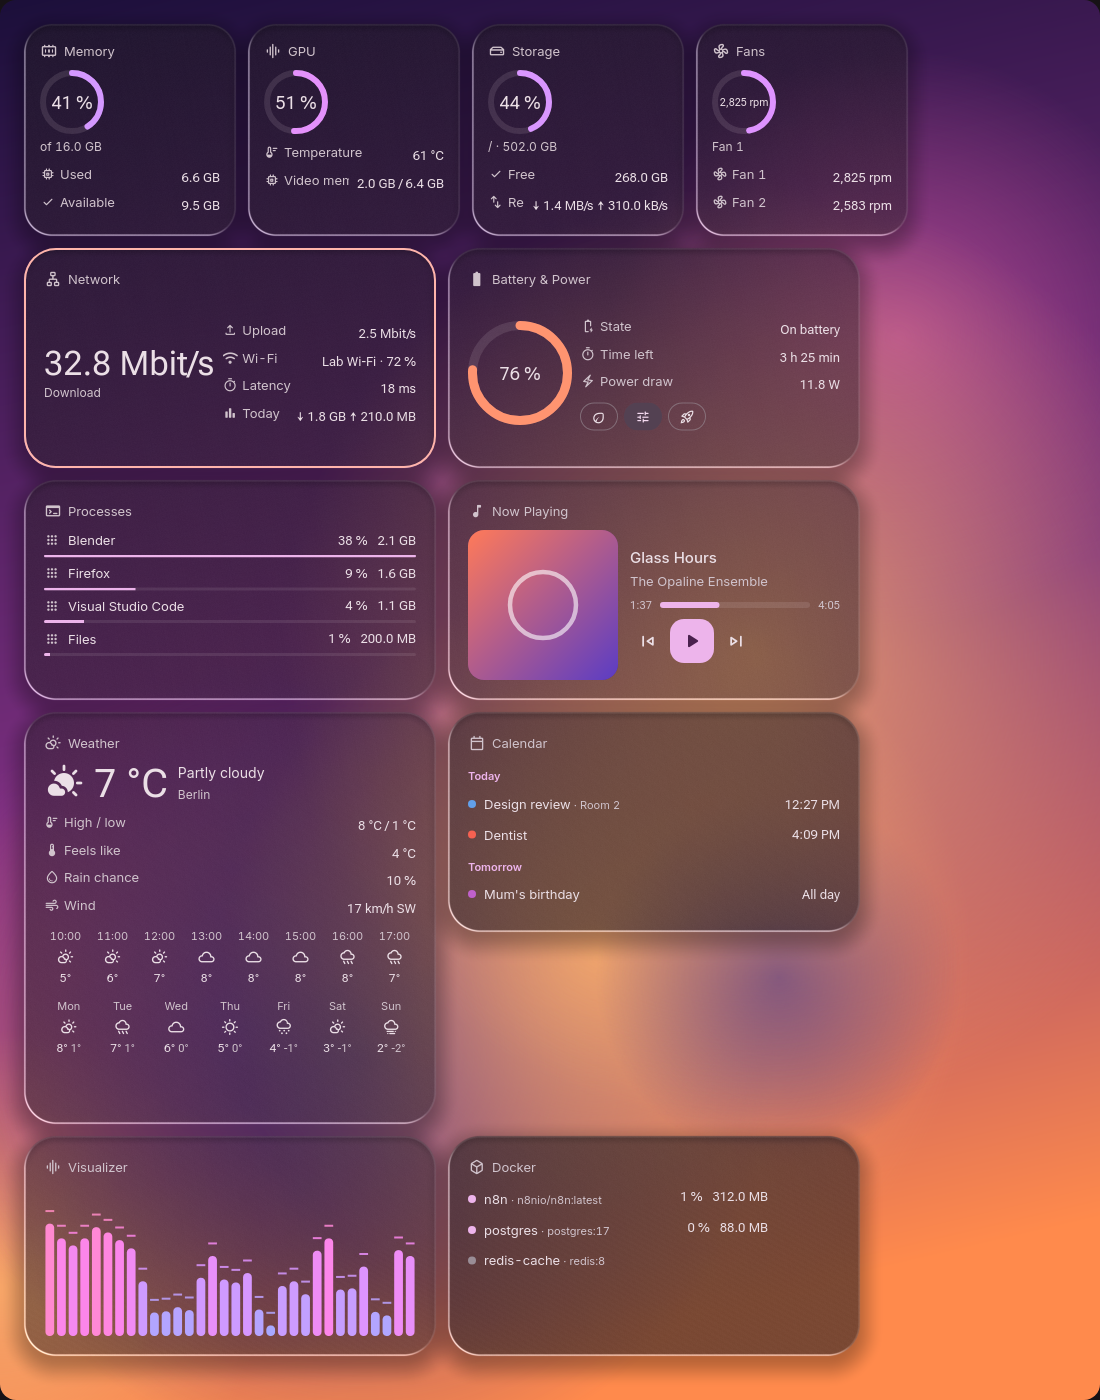 Memory
41 %
of 16.0 GB
Used 6.6 GB
Available 9.5 GB
GPU
51 %
Temperature 61 °C
Video mem 2.0 GB / 6.4 GB
Storage
44 %
/ · 502.0 GB
Free 268.0 GB
Re ↓ 1.4 MB/s ↑ 310.0 kB/s
Fans
2,825 rpm
Fan 1
Fan 1 2,825 rpm
Fan 2 2,583 rpm
Network
32.8 Mbit/s
Download
Upload 2.5 Mbit/s
Wi-Fi Lab Wi-Fi · 72 %
Latency 18 ms
Today ↓ 1.8 GB ↑ 210.0 MB
Battery & Power
76 %
State On battery
Time left 3 h 25 min
Power draw 11.8 W
Processes
Blender 38 % 2.1 GB
Firefox 9 % 1.6 GB
Visual Studio Code 4 % 1.1 GB
Files 1 % 200.0 MB
Now Playing
Glass Hours
The Opaline Ensemble
1:37 4:05
Weather
7 °C Partly cloudy
Berlin
High / low 8 °C / 1 °C
Feels like 4 °C
Rain chance 10 %
Wind 17 km/h SW
10:00 11:00 12:00 13:00 14:00 15:00 16:00 17:00
5° 6° 7° 8° 8° 8° 8° 7°
Mon Tue Wed Thu Fri Sat Sun
8° 1° 7° 1° 6° 0° 5° 0° 4° -1° 3° -1° 2° -2°
Calendar
Today
Design review · Room 2 12:27 PM
Dentist 4:09 PM
Tomorrow
Mum's birthday All day
Visualizer
Docker
n8n · n8nio/n8n:latest 1 % 312.0 MB
postgres · postgres:17 0 % 88.0 MB
redis-cache · redis:8